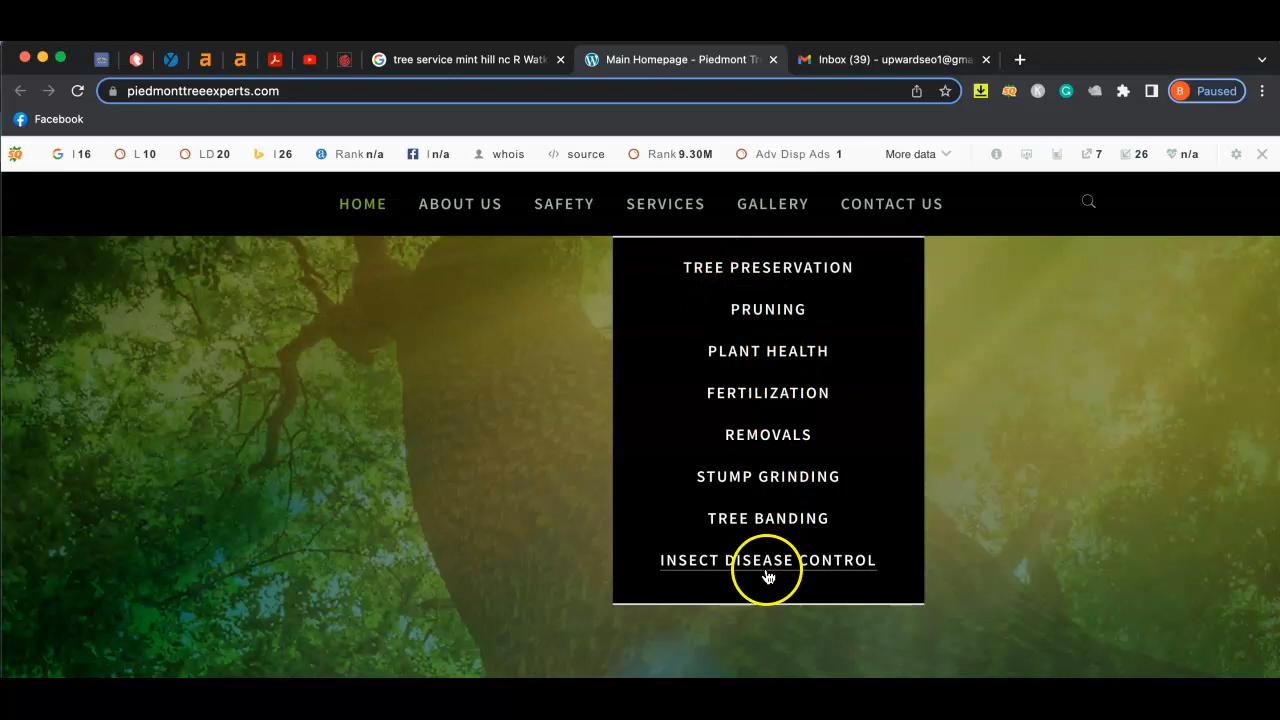 tree service mint hill nc R Wat
Main Homepage - Piedmont Tr
Inbox (39) - upwardseo1@gma
piedmonttreeexperts.com
B Paused
Facebook
SQ I 16 L 10 LD 20 I 26 Rank n/a I n/a whois source Rank 9.30M Adv Disp Ads 1 More data 7 26 n/a
HOME ABOUT US SAFETY SERVICES GALLERY CONTACT US
TREE PRESERVATION
PRUNING
PLANT HEALTH
FERTILIZATION
REMOVALS
STUMP GRINDING
TREE BANDING
INSECT DISEASE CONTROL